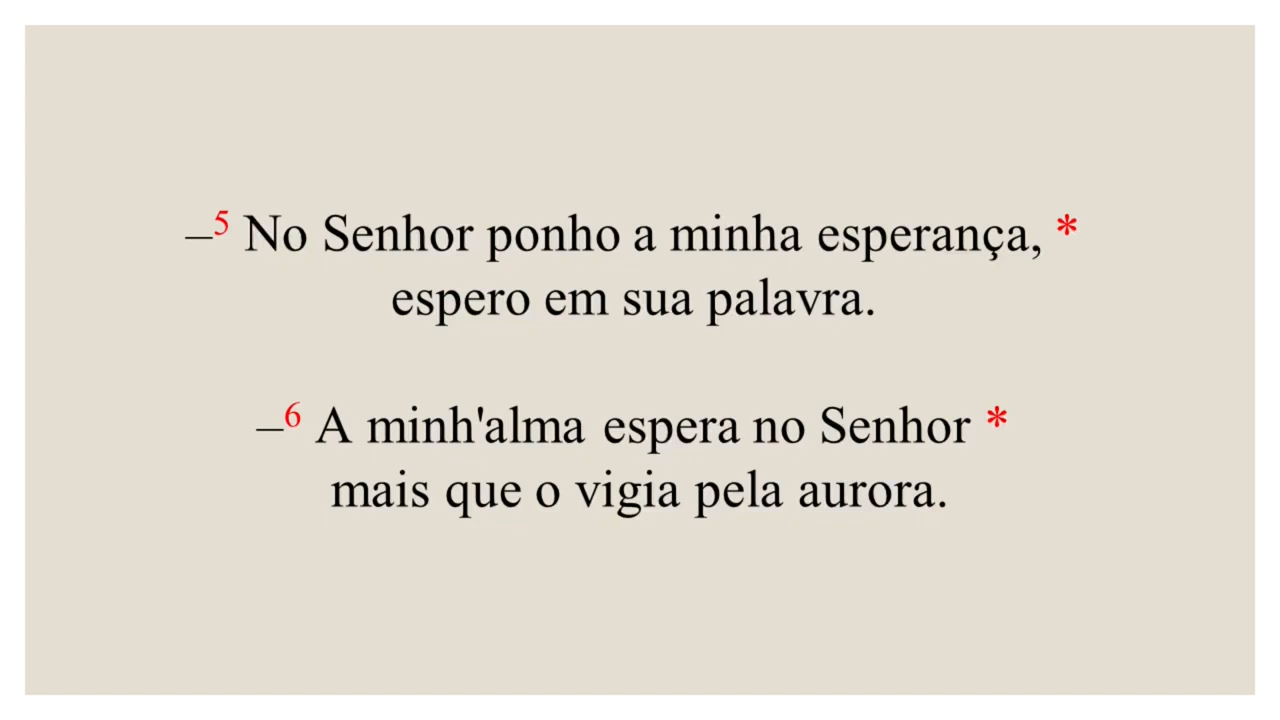 –5 No Senhor ponho a minha esperança, *
espero em sua palavra.
–6 A minh'alma espera no Senhor *
mais que o vigia pela aurora.